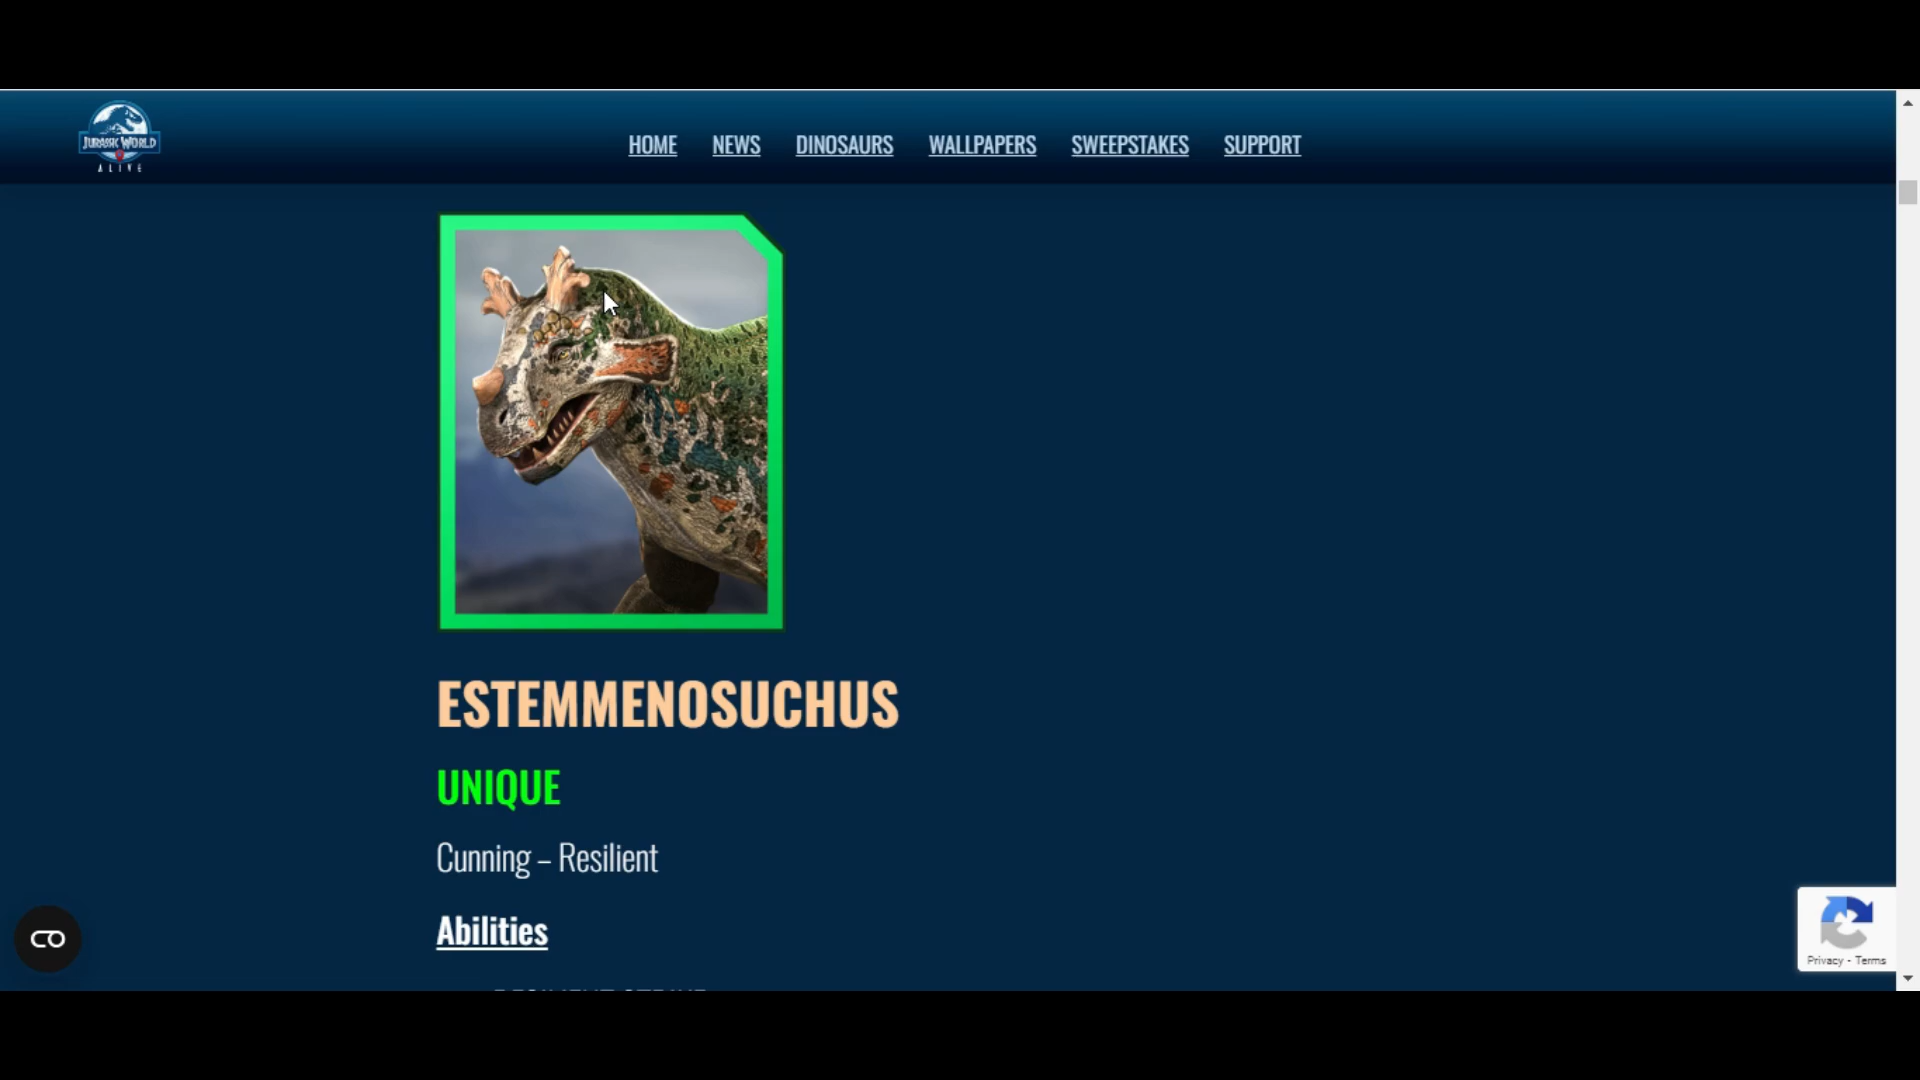 JURASSIC WORLD
ALIVE
HOME NEWS DINOSAURS WALLPAPERS SWEEPSTAKES SUPPORT
ESTEMMENOSUCHUS
UNIQUE
Cunning – Resilient
Abilities
Privacy - Terms